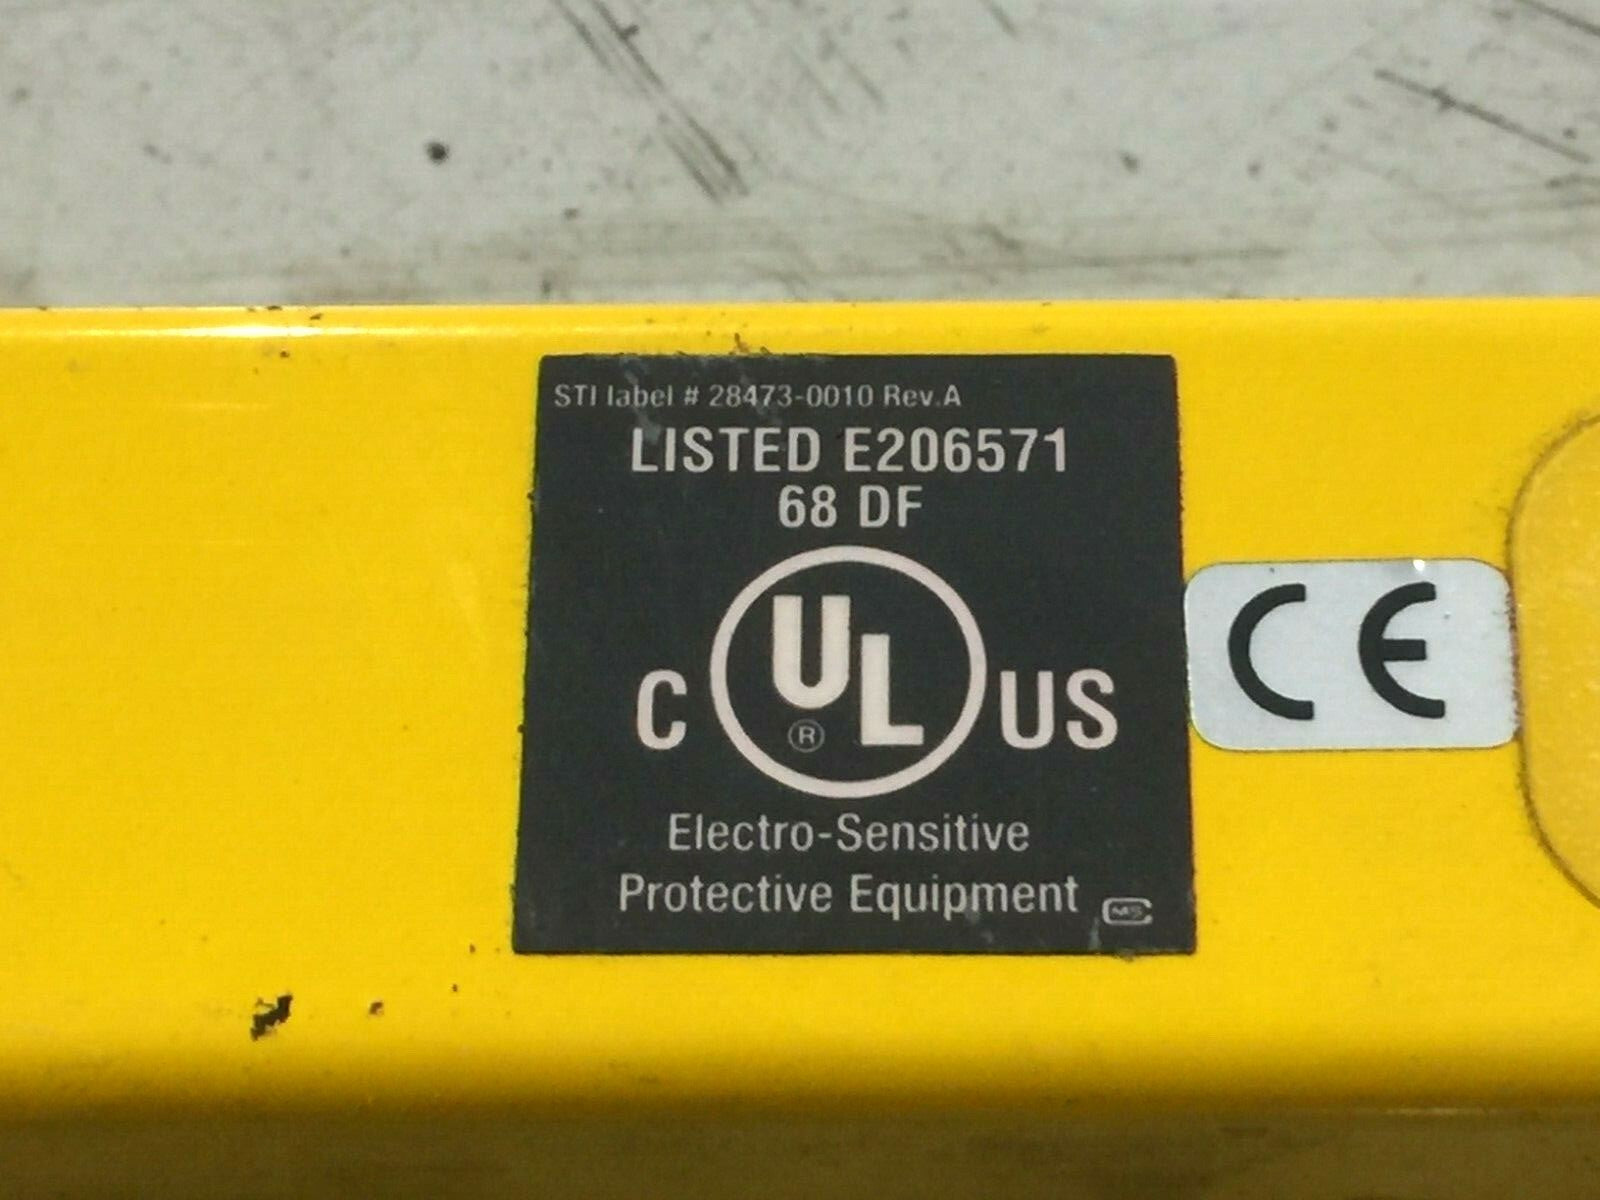 STI label # 28473-0010 Rev.A
LISTED E206571
68 DF
C UL US
®
Electro-Sensitive
Protective Equipment
CE